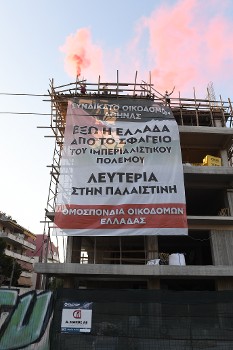 ΣΥΝΔΙΚΑΤΟ ΟΙΚΟΔΟΜΩΝ
ΑΘΗΝΑΣ
ΕΞΩ Η ΕΛΛΑΔΑ
ΑΠΟ ΤΟ ΣΦΑΓΕΙΟ
ΤΟΥ ΙΜΠΕΡΙΑΛΙΣΤΙΚΟΥ
ΠΟΛΕΜΟΥ
ΛΕΥΤΕΡΙΑ
ΣΤΗΝ ΠΑΛΑΙΣΤΙΝΗ
ΟΜΟΣΠΟΝΔΙΑ ΟΙΚΟΔΟΜΩΝ
ΕΛΛΑΔΑΣ